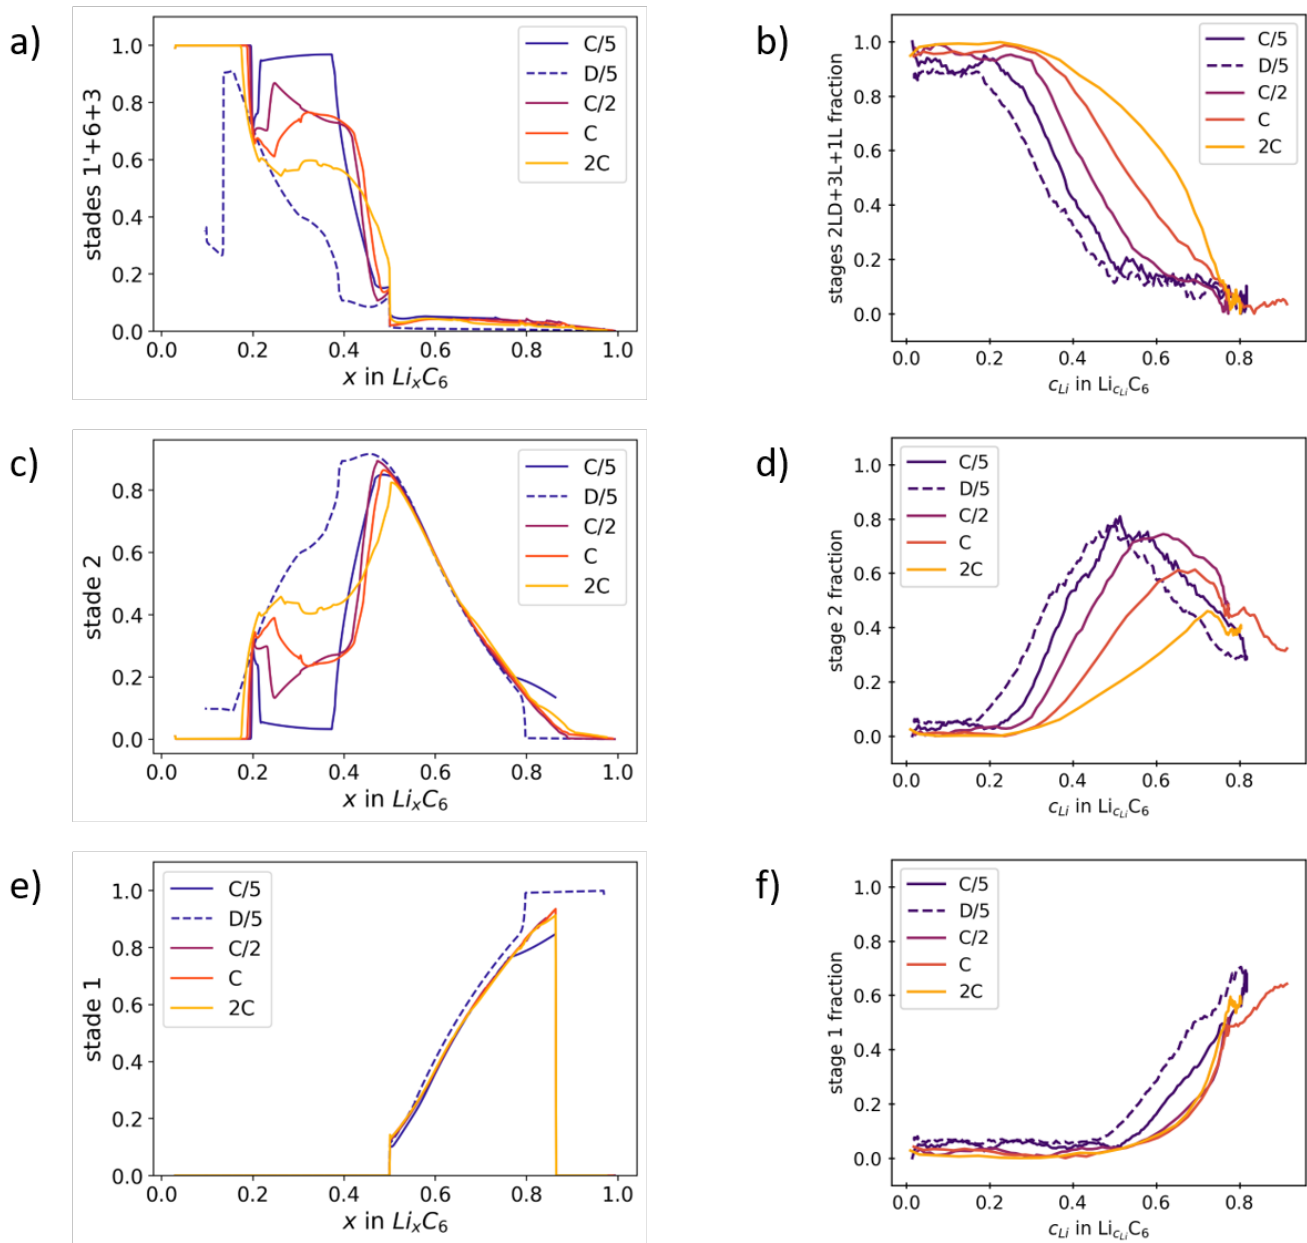 a)
stades 1'+6+3
1.0
0.8
0.6
0.4
0.2
0.0
C/5
D/5
C/2
C
2C
0.0 0.2 0.4 0.6 0.8 1.0
x in LixC6
b)
stages 2LD+3L+1L fraction
1.0
0.8
0.6
0.4
0.2
0.0
C/5
D/5
C/2
C
2C
0.0 0.2 0.4 0.6 0.8
cLi in LicLiC6
c)
stade 2
0.8
0.6
0.4
0.2
0.0
C/5
D/5
C/2
C
2C
0.0 0.2 0.4 0.6 0.8 1.0
x in LixC6
d)
stage 2 fraction
1.0
0.8
0.6
0.4
0.2
0.0
C/5
D/5
C/2
C
2C
0.0 0.2 0.4 0.6 0.8
cLi in LicLiC6
e)
stade 1
1.0
0.8
0.6
0.4
0.2
0.0
C/5
D/5
C/2
C
2C
0.0 0.2 0.4 0.6 0.8 1.0
x in LixC6
f)
stage 1 fraction
1.0
0.8
0.6
0.4
0.2
0.0
C/5
D/5
C/2
C
2C
0.0 0.2 0.4 0.6 0.8
cLi in LicLiC6